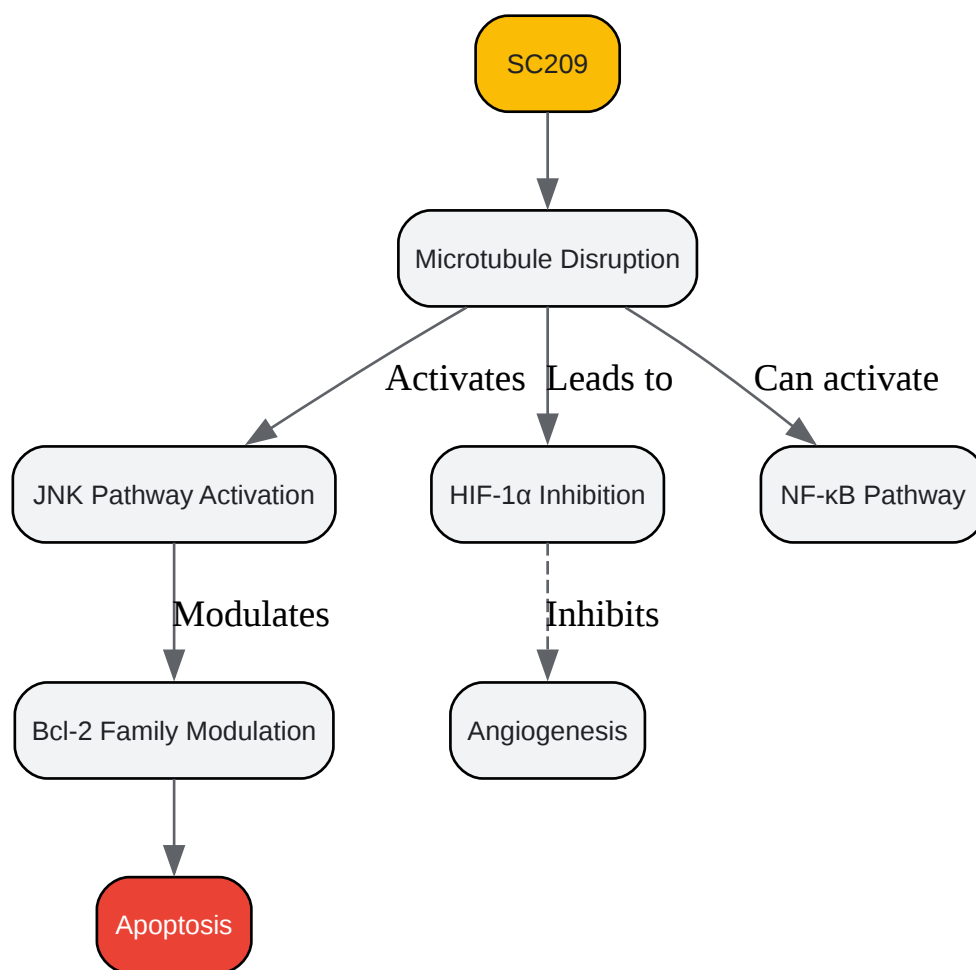 SC209
Microtubule Disruption
Activates
Leads to
Can activate
JNK Pathway Activation
HIF-1α Inhibition
NF-κB Pathway
Modulates
Inhibits
Bcl-2 Family Modulation
Angiogenesis
Apoptosis